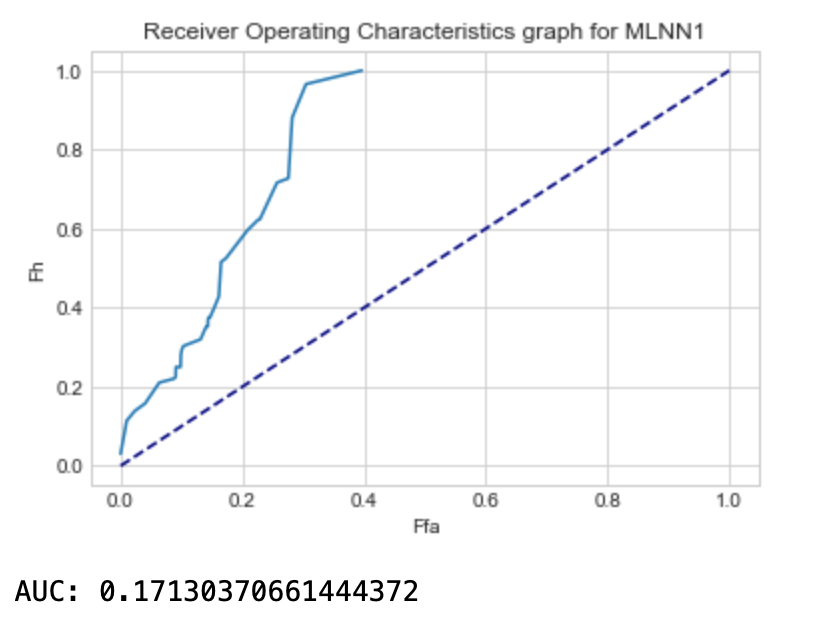 Receiver Operating Characteristics graph for MLNN1
1.0
0.8
0.6
0.4
0.2
0.0
Fh
0.0 0.2 0.4 0.6 0.8 1.0
Ffa
AUC: 0.17130370661444372